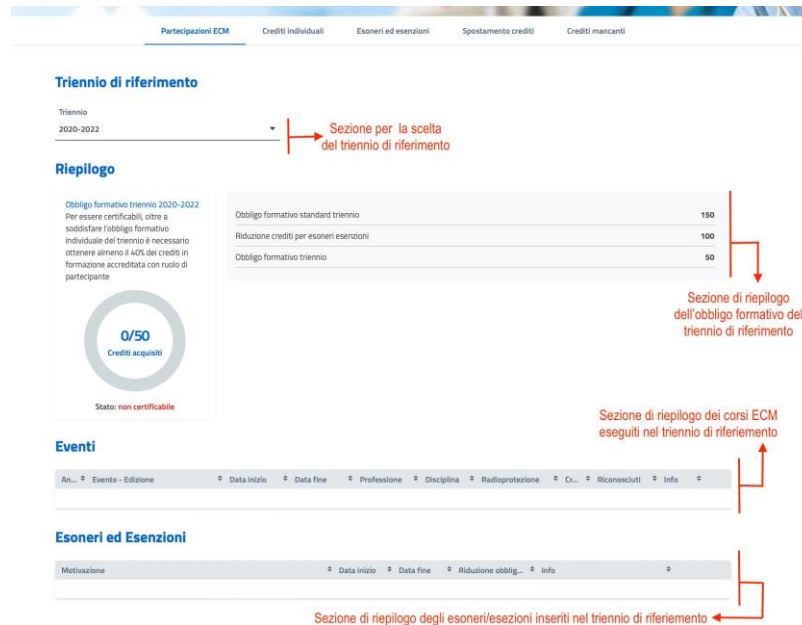 Partecipazioni ECM Crediti individuali Esoneri ed esenzioni Spostamento crediti Crediti mancanti
Triennio di riferimento
Triennio
2020-2022
Sezione per la scelta
del triennio di riferimento
Riepilogo
Obbligo formativo triennio 2020-2022
Per essere certificabili, oltre a
soddisfare l'obbligo formativo
individuale del triennio è necessario
ottenere almeno il 40% dei crediti in
formazione accreditata con ruolo di
partecipante
0/50
Crediti acquisiti
Stato: non certificabile
Obbligo formativo standard triennio 150
Riduzione crediti per esoneri esenzioni 100
Obbligo formativo triennio 50
Sezione di riepilogo
dell'obbligo formativo del
triennio di riferimento
Sezione di riepilogo dei corsi ECM
eseguiti nel triennio di riferiemento
Eventi
An... Evento - Edizione Data inizio Data fine Professione Disciplina Radioprotezione Cr... Riconosciuti Info
Esoneri ed Esenzioni
Motivazione Data inizio Data fine Riduzione obblig... Info
Sezione di riepilogo degli esoneri/esezioni inseriti nel triennio di riferiemento